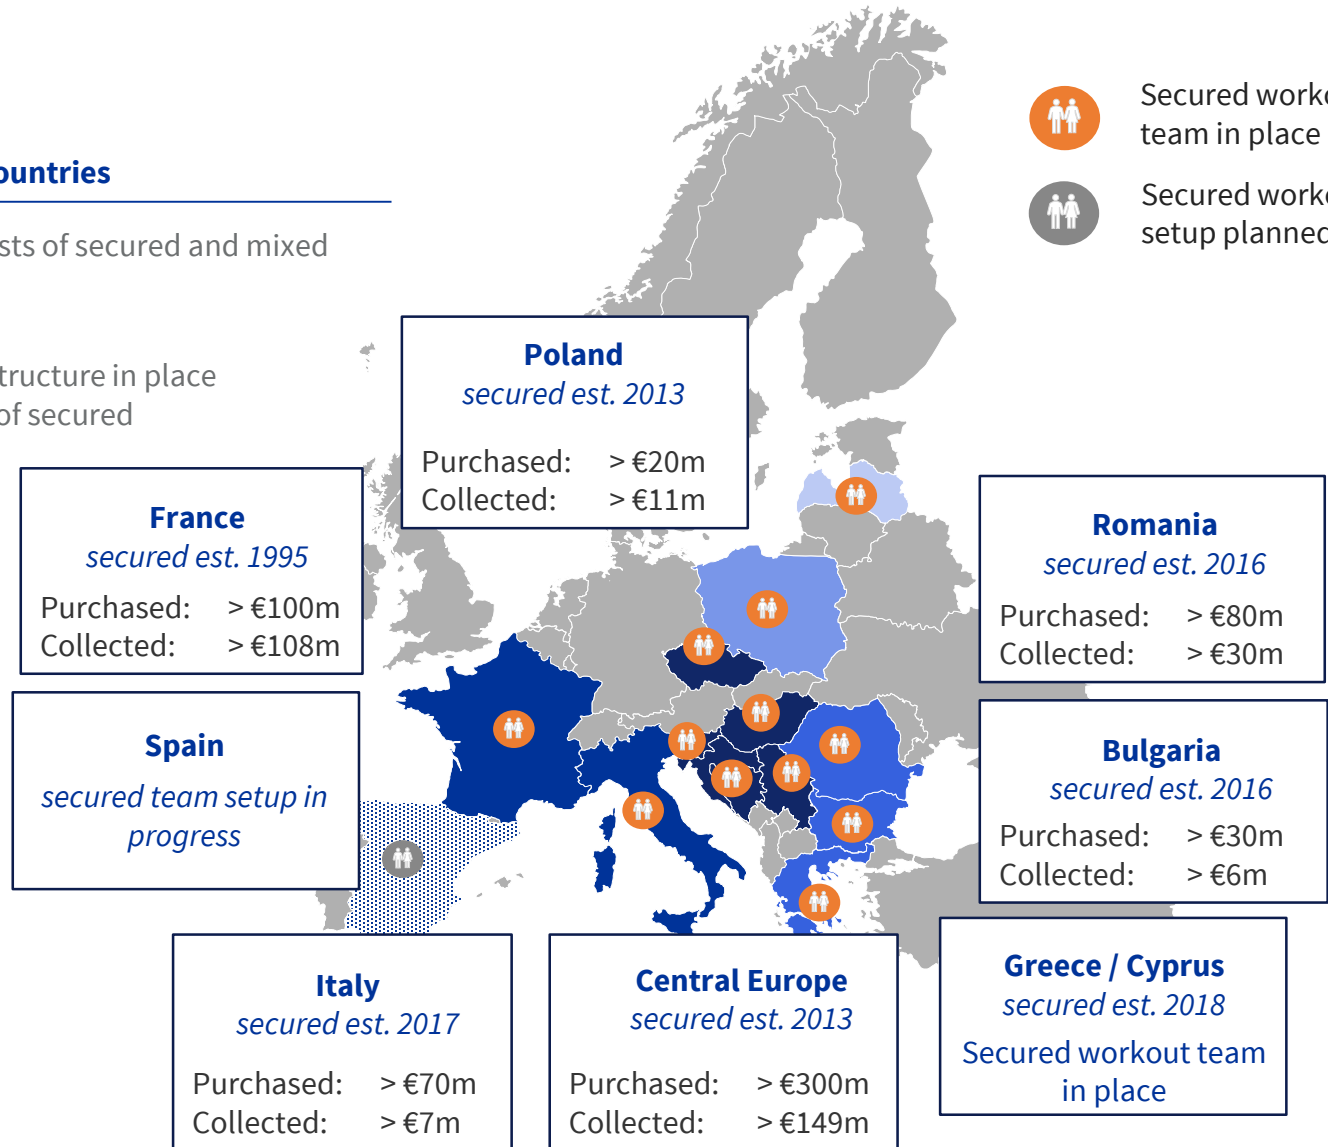 ountries
sts of secured and mixed
tructure in place
of secured
Secured worko
team in place
Secured worko
setup planned
Poland
secured est. 2013
Purchased: > €20m
Collected: > €11m
France
secured est. 1995
Purchased: > €100m
Collected: > €108m
Romania
secured est. 2016
Purchased: > €80m
Collected: > €30m
Spain
secured team setup in
progress
Bulgaria
secured est. 2016
Purchased: > €30m
Collected: > €6m
Italy
secured est. 2017
Purchased: > €70m
Collected: > €7m
Central Europe
secured est. 2013
Purchased: > €300m
Collected: > €149m
Greece / Cyprus
secured est. 2018
Secured workout team
in place